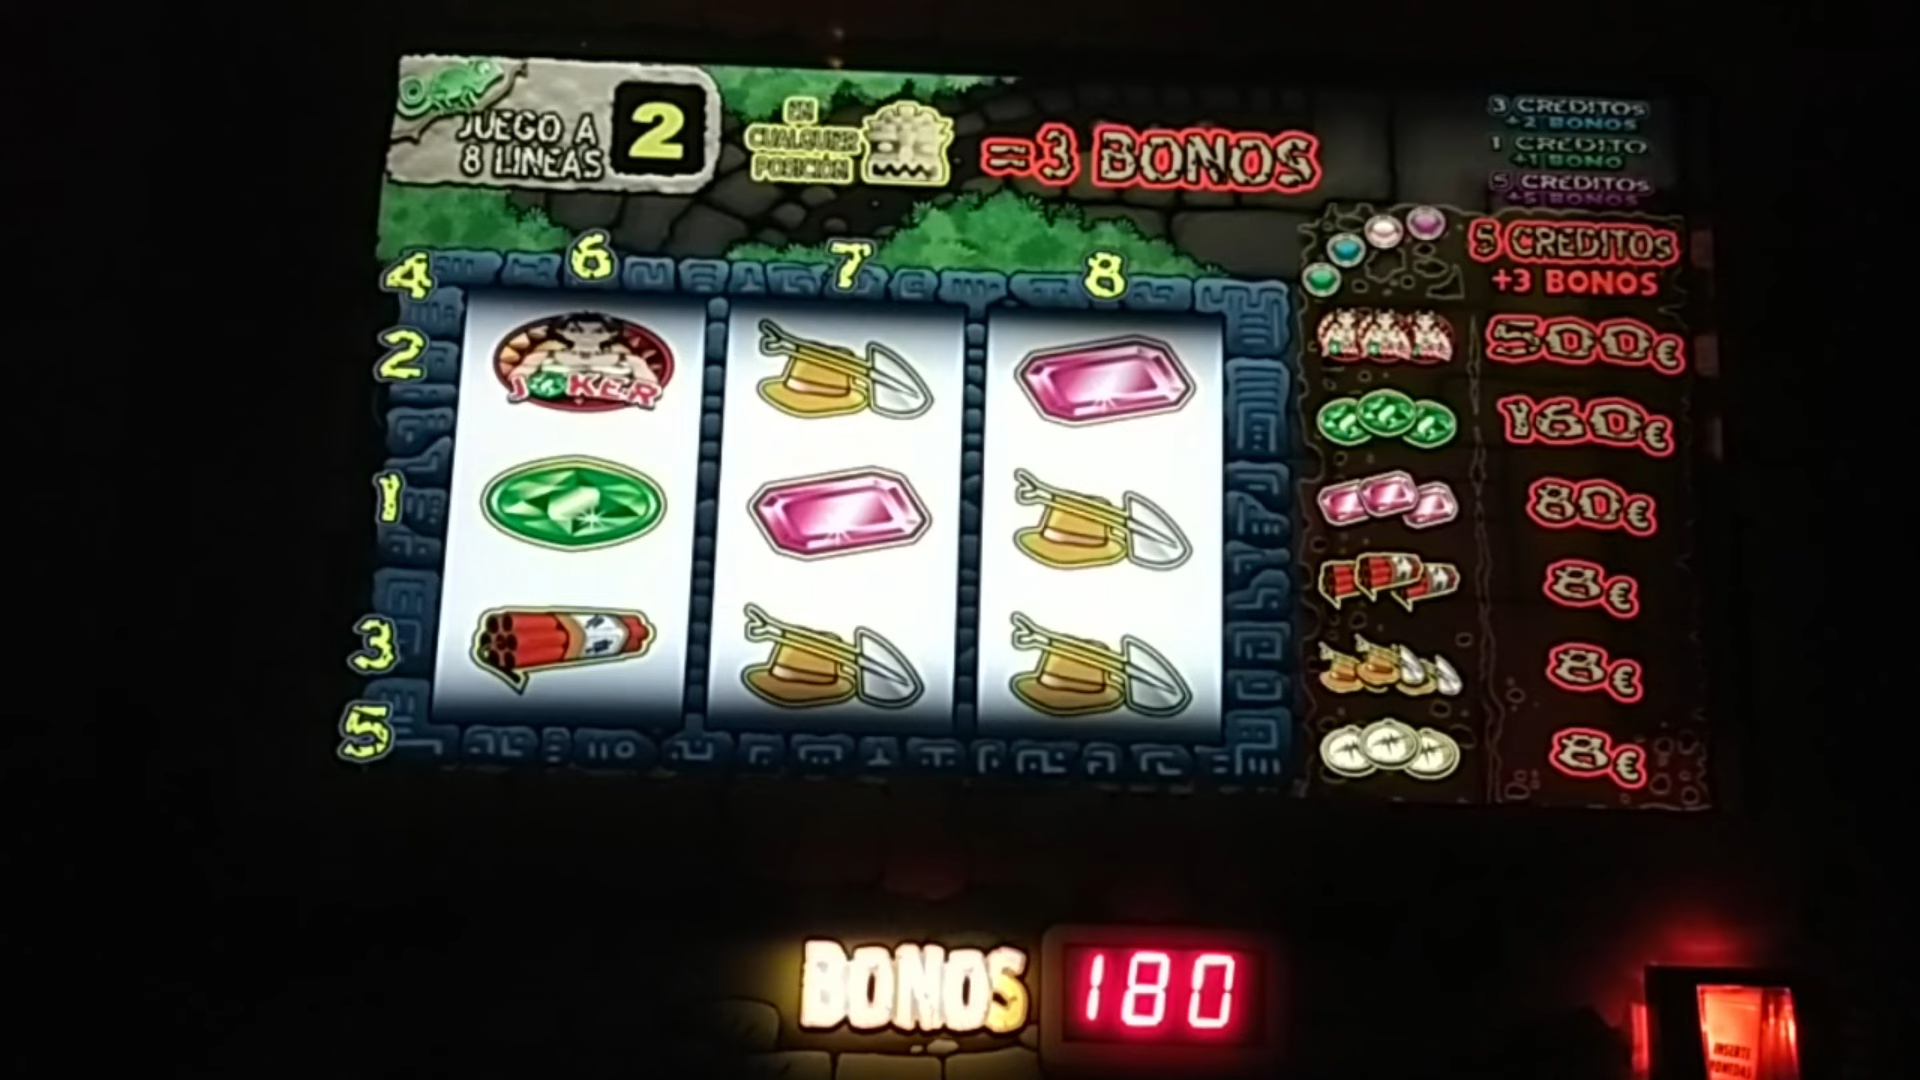 JUEGO A
8 LINEAS
2
EN
CUALQUIER
POSICIÓN
=3 BONOS
3 CREDITOS
+2 BONOS
1 CREDITO
+1 BONO
5 CREDITOS
+5 BONOS
5 CREDITOS
+3 BONOS
4
6
7
8
2
JOKER
500€
160€
1
80€
8€
3
8€
5
8€
BONOS
180
INSERTE
MONEDAS